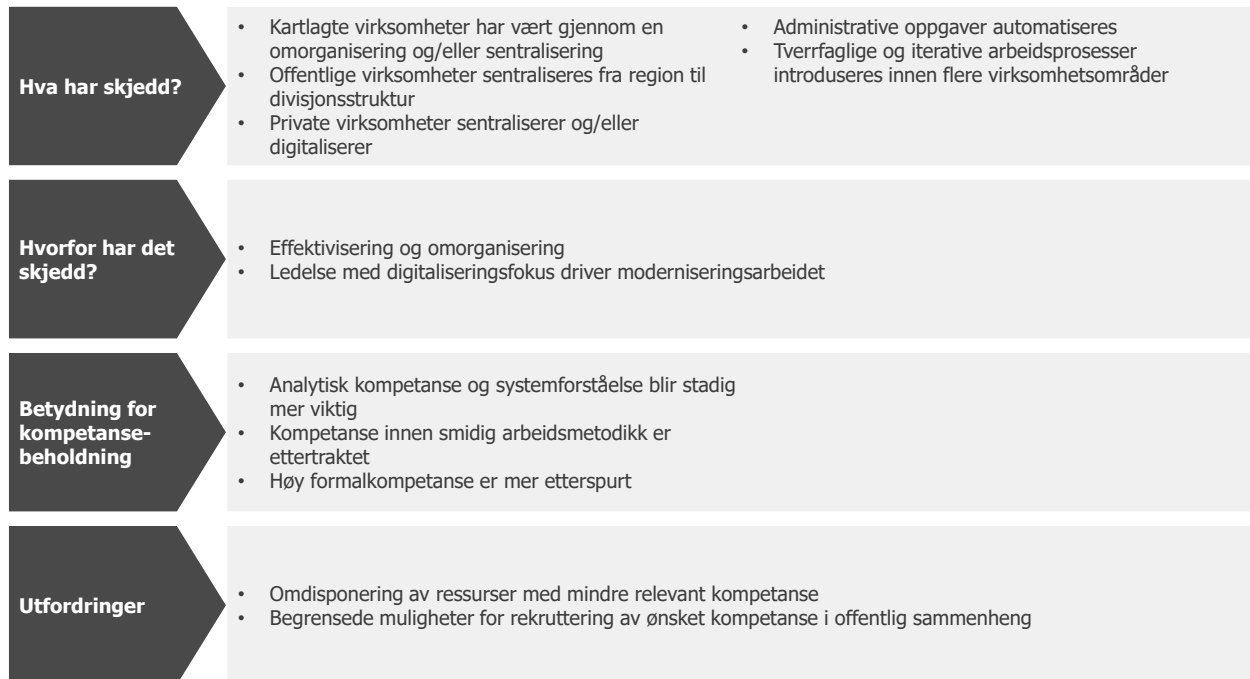 Hva har skjedd?
• Kartlagte virksomheter har vært gjennom en
omorganisering og/eller sentralisering
• Offentlige virksomheter sentraliseres fra region til
divisjonsstruktur
• Private virksomheter sentraliserer og/eller
digitaliserer
• Administrative oppgaver automatiseres
• Tverrfaglige og iterative arbeidsprosesser
introduseres innen flere virksomhetsområder
Hvorfor har det
skjedd?
• Effektivisering og omorganisering
• Ledelse med digitaliseringsfokus driver moderniseringsarbeidet
Betydning for
kompetanse-
beholdning
• Analytisk kompetanse og systemforståelse blir stadig
mer viktig
• Kompetanse innen smidig arbeidsmetodikk er
ettertraktet
• Høy formalkompetanse er mer etterspurt
Utfordringer
• Omdisponering av ressurser med mindre relevant kompetanse
• Begrensede muligheter for rekruttering av ønsket kompetanse i offentlig sammenheng